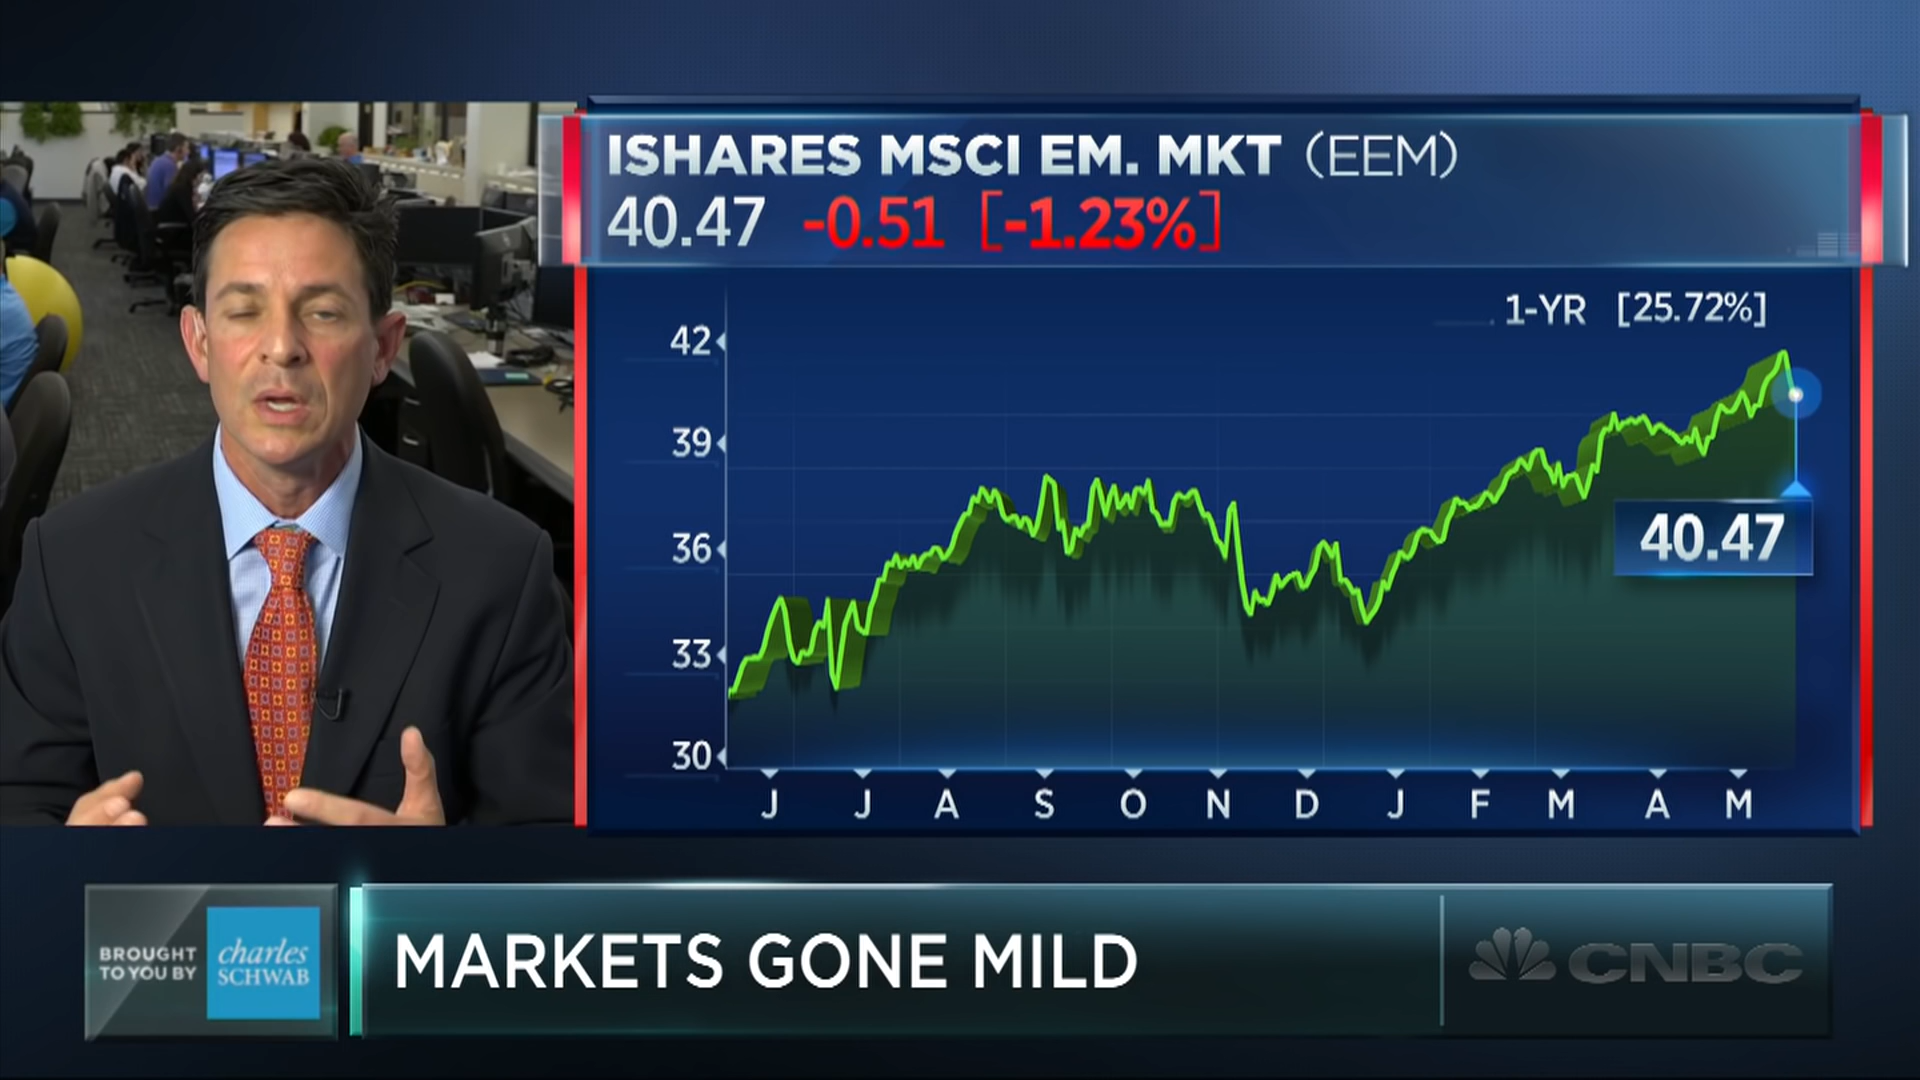 ISHARES MSCI EM. MKT (EEM)
40.47 -0.51 [-1.23%]
1-YR [25.72%]
42
39
36
33
30
40.47
J J A S O N D J F M A M
BROUGHT TO YOU BY
charles SCHWAB
MARKETS GONE MILD
CNBC